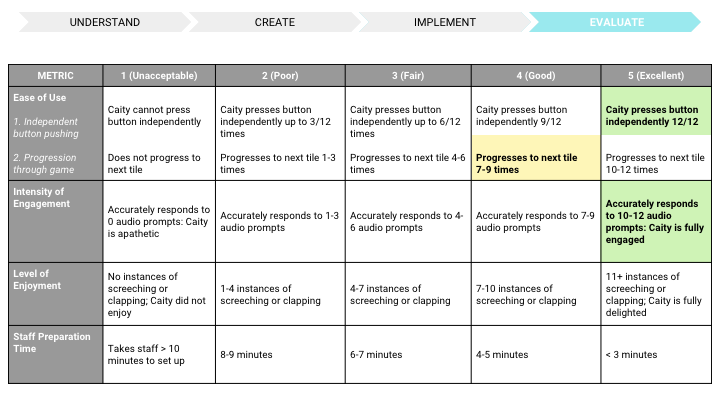 UNDERSTAND
CREATE
IMPLEMENT
EVALUATE
METRIC
1 (Unacceptable)
2 (Poor)
3 (Fair)
4 (Good)
5 (Excellent)
Ease of Use
1. Independent
button pushing
2. Progression
through game
Caity cannot press
button independently
Does not progress to
next tile
Caity presses button
independently up to 3/12
times
Progresses to next tile 1-3
times
Caity presses button
independently up to 6/12
times
Progresses to next tile 4-6
times
Caity presses button
independently 9/12
Progresses to next tile
7-9 times
Caity presses button
independently 12/12
Progresses to next tile
10-12 times
Intensity of
Engagement
Accurately responds to
0 audio prompts: Caity
is apathetic
Accurately responds to 1-3
audio prompts
Accurately responds to 4-
6 audio prompts
Accurately responds to 7-9
audio prompts
Accurately responds
to 10-12 audio
prompts: Caity is fully
engaged
Level of
Enjoyment
No instances of
screeching or
clapping; Caity did not
enjoy
1-4 instances of
screeching or clapping
4-7 instances of
screeching or clapping
7-10 instances of
screeching or clapping
11+ instances of
screeching or
clapping; Caity is fully
delighted
Staff Preparation
Time
Takes staff > 10
minutes to set up
8-9 minutes
6-7 minutes
4-5 minutes
< 3 minutes